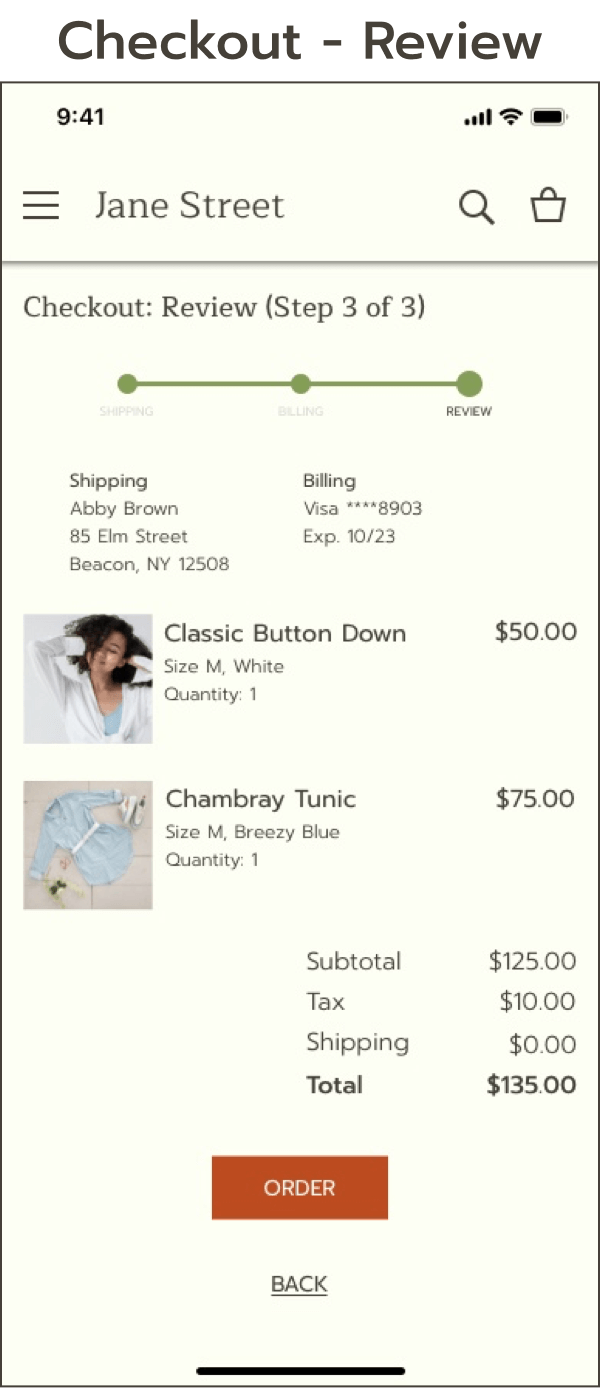 Checkout - Review
9:41
Jane Street
Checkout: Review (Step 3 of 3)
SHIPPING BILLING REVIEW
Shipping
Abby Brown
85 Elm Street
Beacon, NY 12508
Billing
Visa ****8903
Exp. 10/23
Classic Button Down $50.00
Size M, White
Quantity: 1
Chambray Tunic $75.00
Size M, Breezy Blue
Quantity: 1
Subtotal $125.00
Tax $10.00
Shipping $0.00
Total $135.00
ORDER
BACK